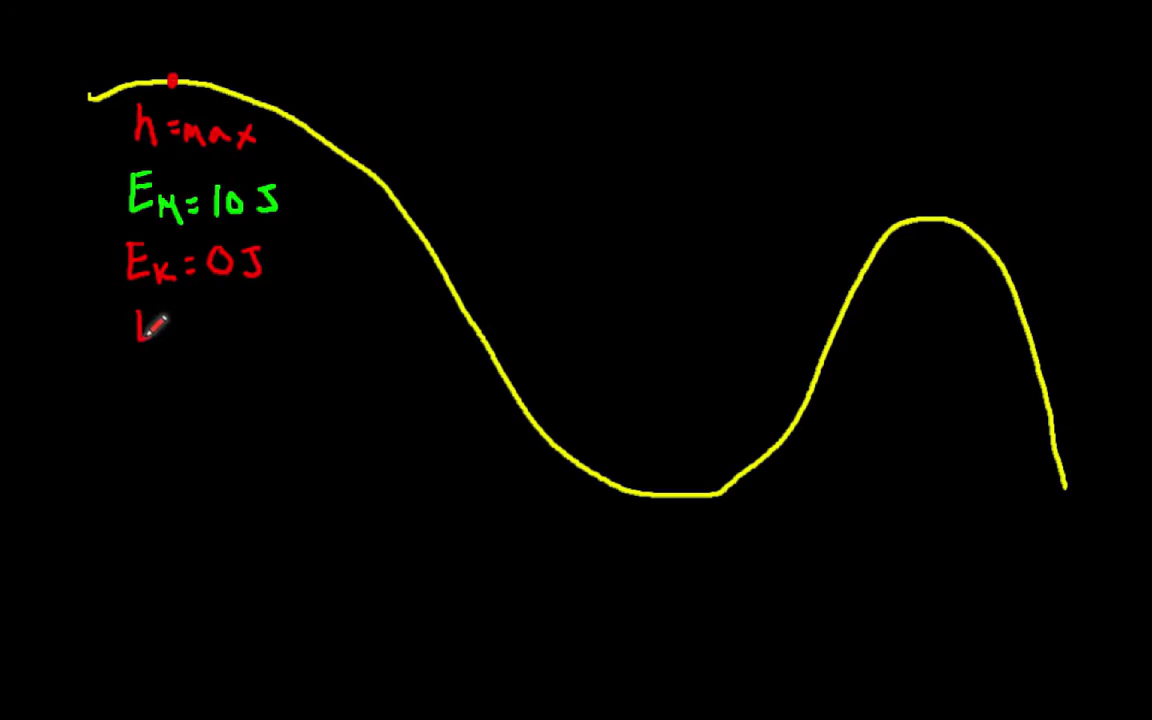 h = max
EM = 10 J
EK = 0 J